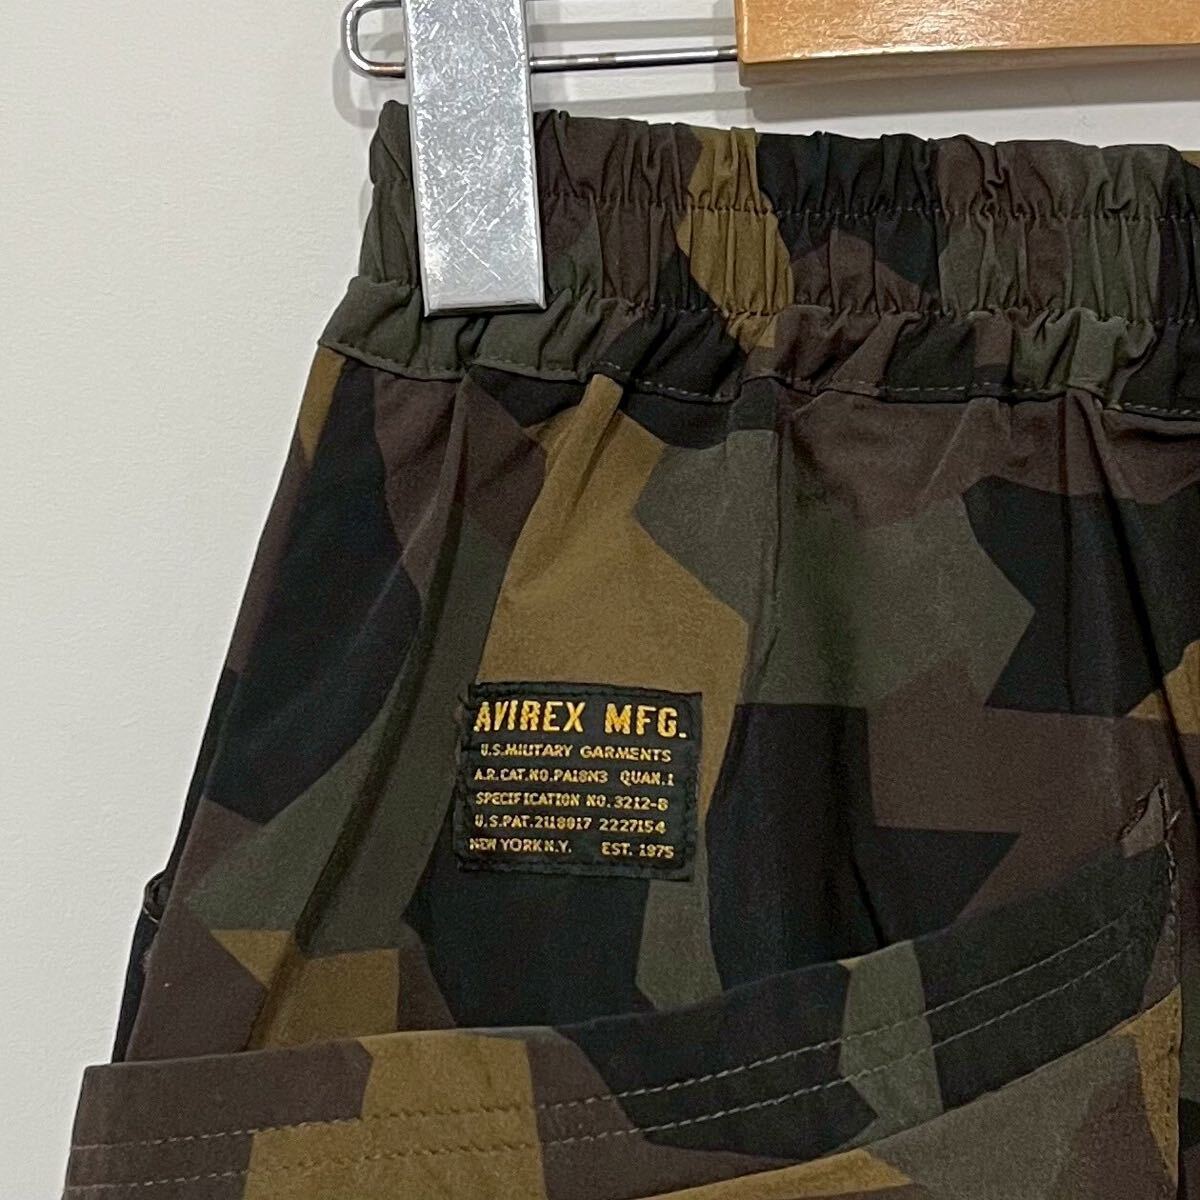 AVIREX MFG.
U.S.MILITARY GARMENTS
A.R.CAT.NO.PA18N3 QUAN.1
SPECIFICATION NO. 3212-B
U.S.PAT.2118017 2227154
NEW YORK N.Y. EST. 1975